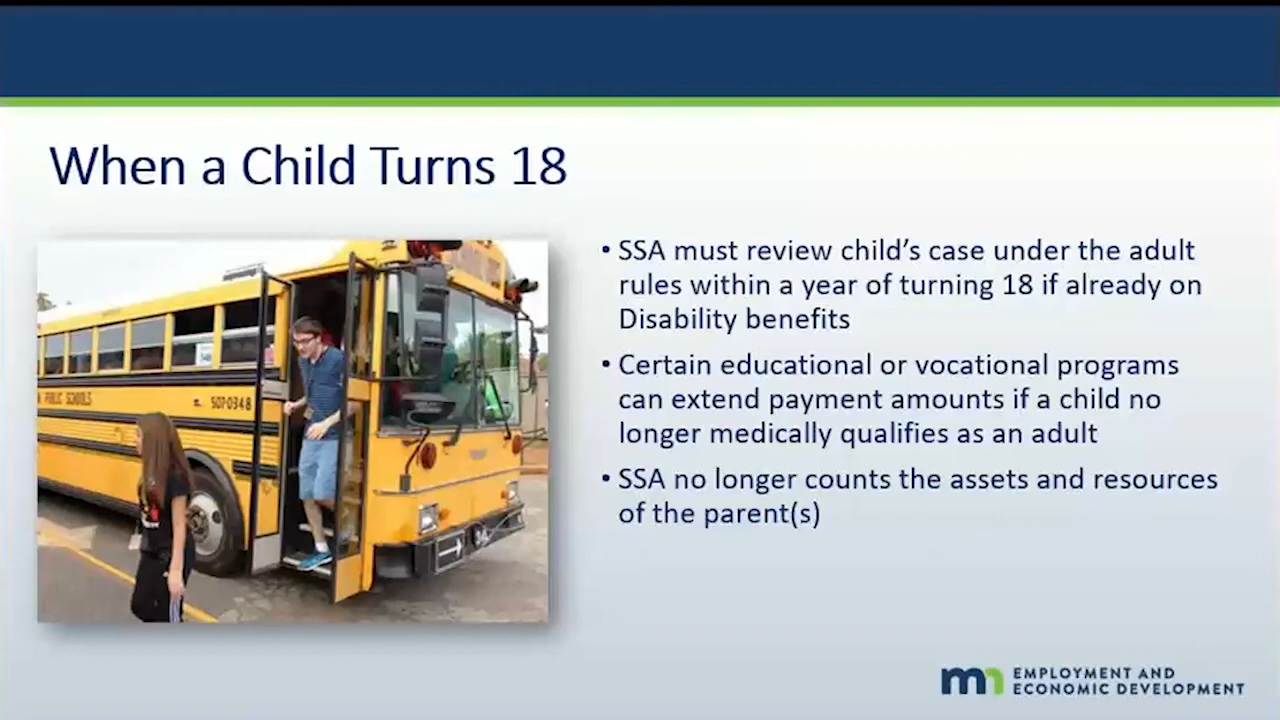 When a Child Turns 18
• SSA must review child's case under the adult
rules within a year of turning 18 if already on
Disability benefits
• Certain educational or vocational programs
can extend payment amounts if a child no
longer medically qualifies as an adult
• SSA no longer counts the assets and resources
of the parent(s)
PUBLIC SCHOOLS
507-0348
mn
EMPLOYMENT AND
ECONOMIC DEVELOPMENT